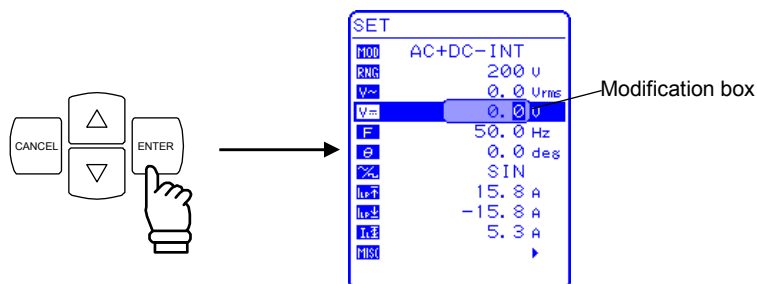 CANCEL
ENTER
SET
MOD AC+DC-INT
RNG 200 V
V~ 0.0 Vrms
V⎓ 0.0 V
Modification box
F 50.0 Hz
θ 0.0 deg
SIN
15.8 A
-15.8 A
5.3 A
MISC